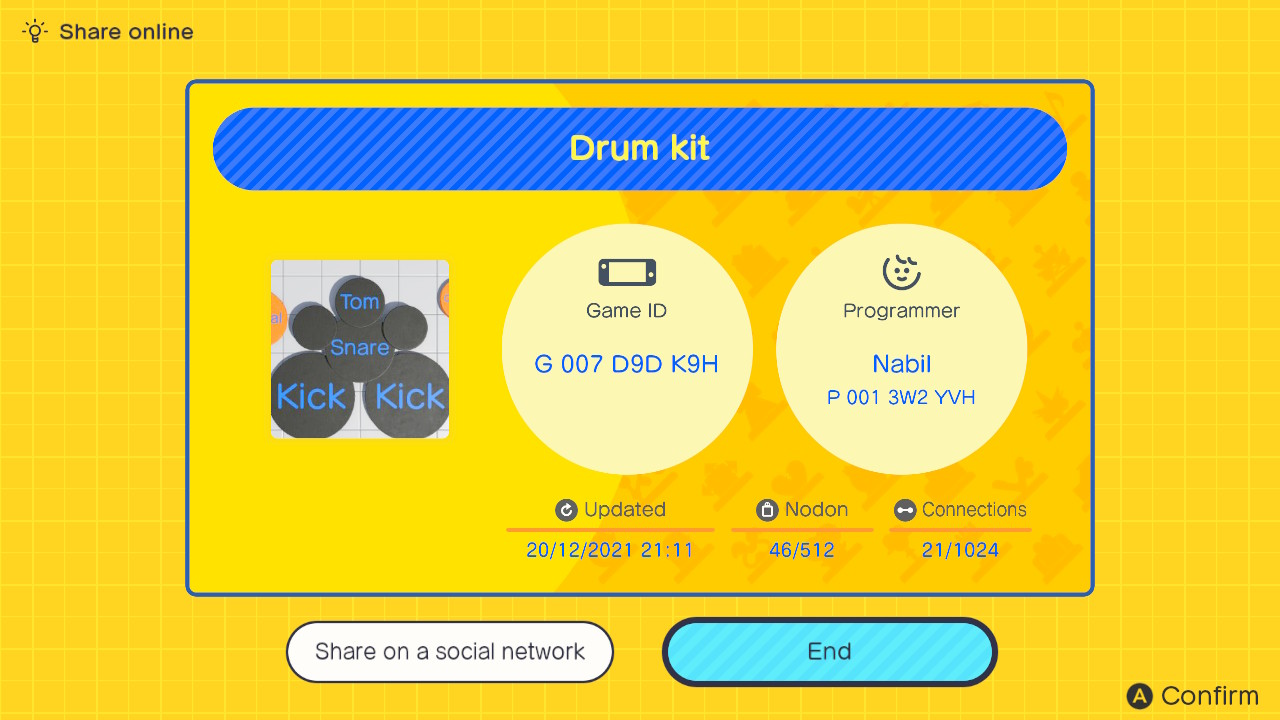 Share online
Drum kit
Tom
al
Snare
Kick Kick
Game ID
G 007 D9D K9H
Programmer
Nabil
P 001 3W2 YVH
Updated
20/12/2021 21:11
Nodon
46/512
Connections
21/1024
Share on a social network
End
A Confirm